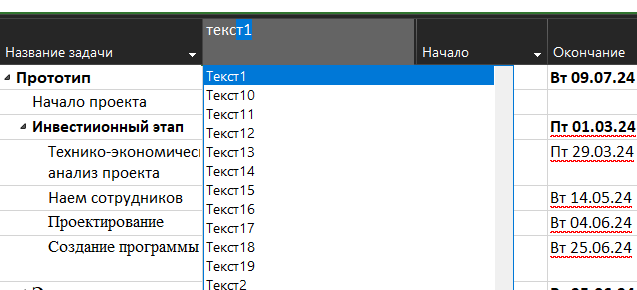 текст1
Название задачи
Начало
Окончание
Прототип
Вт 09.07.24
Начало проекта
Инвестиионный этап
Пт 01.03.24
Технико-экономичес
анализ проекта
Пт 29.03.24
Наем сотрудников
Вт 14.05.24
Проектирование
Вт 04.06.24
Создание программы
Вт 25.06.24
Текст1
Текст10
Текст11
Текст12
Текст13
Текст14
Текст15
Текст16
Текст17
Текст18
Текст19
Текст2